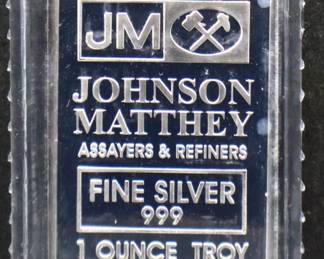 JM
JOHNSON
MATTHEY
ASSAYERS & REFINERS
FINE SILVER
999
1 OUNCE TROY